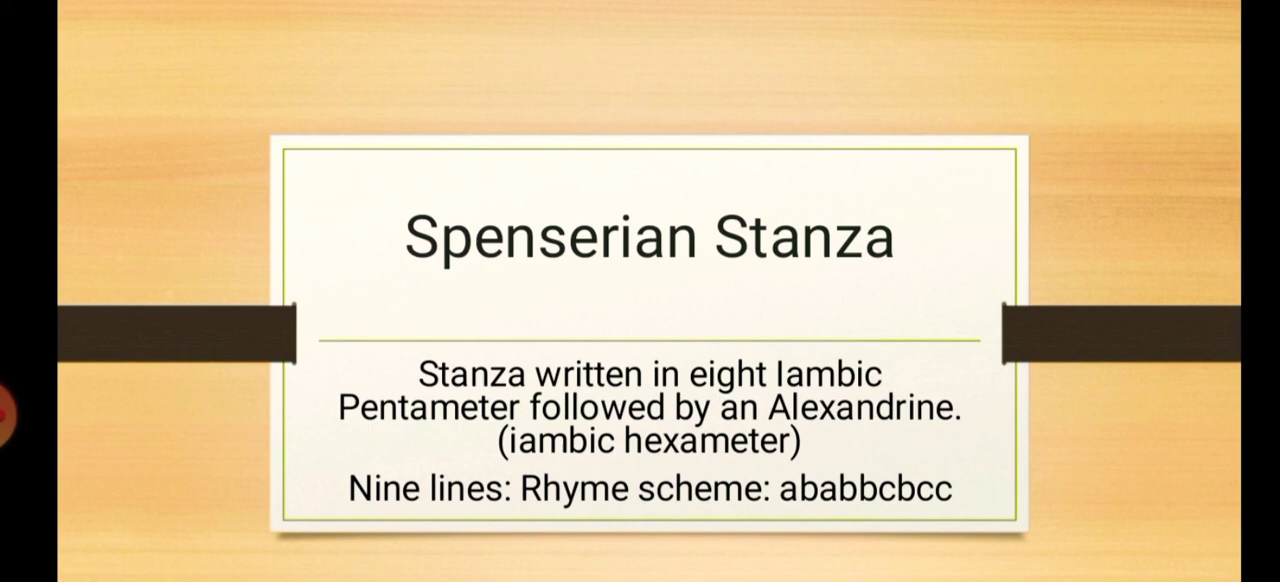 Spenserian Stanza
Stanza written in eight Iambic
Pentameter followed by an Alexandrine.
(iambic hexameter)
Nine lines: Rhyme scheme: ababbcbcc